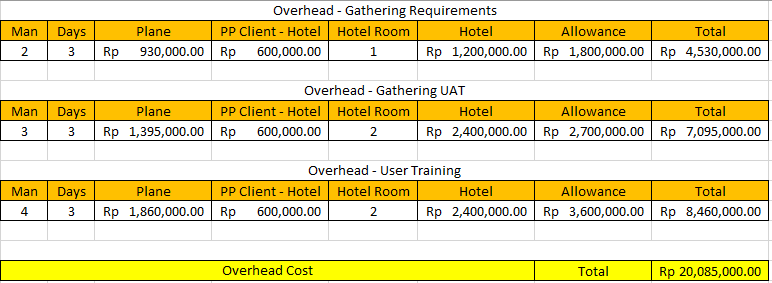 Overhead - Gathering Requirements
Man Days Plane PP Client - Hotel Hotel Room Hotel Allowance Total
2 3 Rp 930,000.00 Rp 600,000.00 1 Rp 1,200,000.00 Rp 1,800,000.00 Rp 4,530,000.00
Overhead - Gathering UAT
Man Days Plane PP Client - Hotel Hotel Room Hotel Allowance Total
3 3 Rp 1,395,000.00 Rp 600,000.00 2 Rp 2,400,000.00 Rp 2,700,000.00 Rp 7,095,000.00
Overhead - User Training
Man Days Plane PP Client - Hotel Hotel Room Hotel Allowance Total
4 3 Rp 1,860,000.00 Rp 600,000.00 2 Rp 2,400,000.00 Rp 3,600,000.00 Rp 8,460,000.00
Overhead Cost Total Rp 20,085,000.00